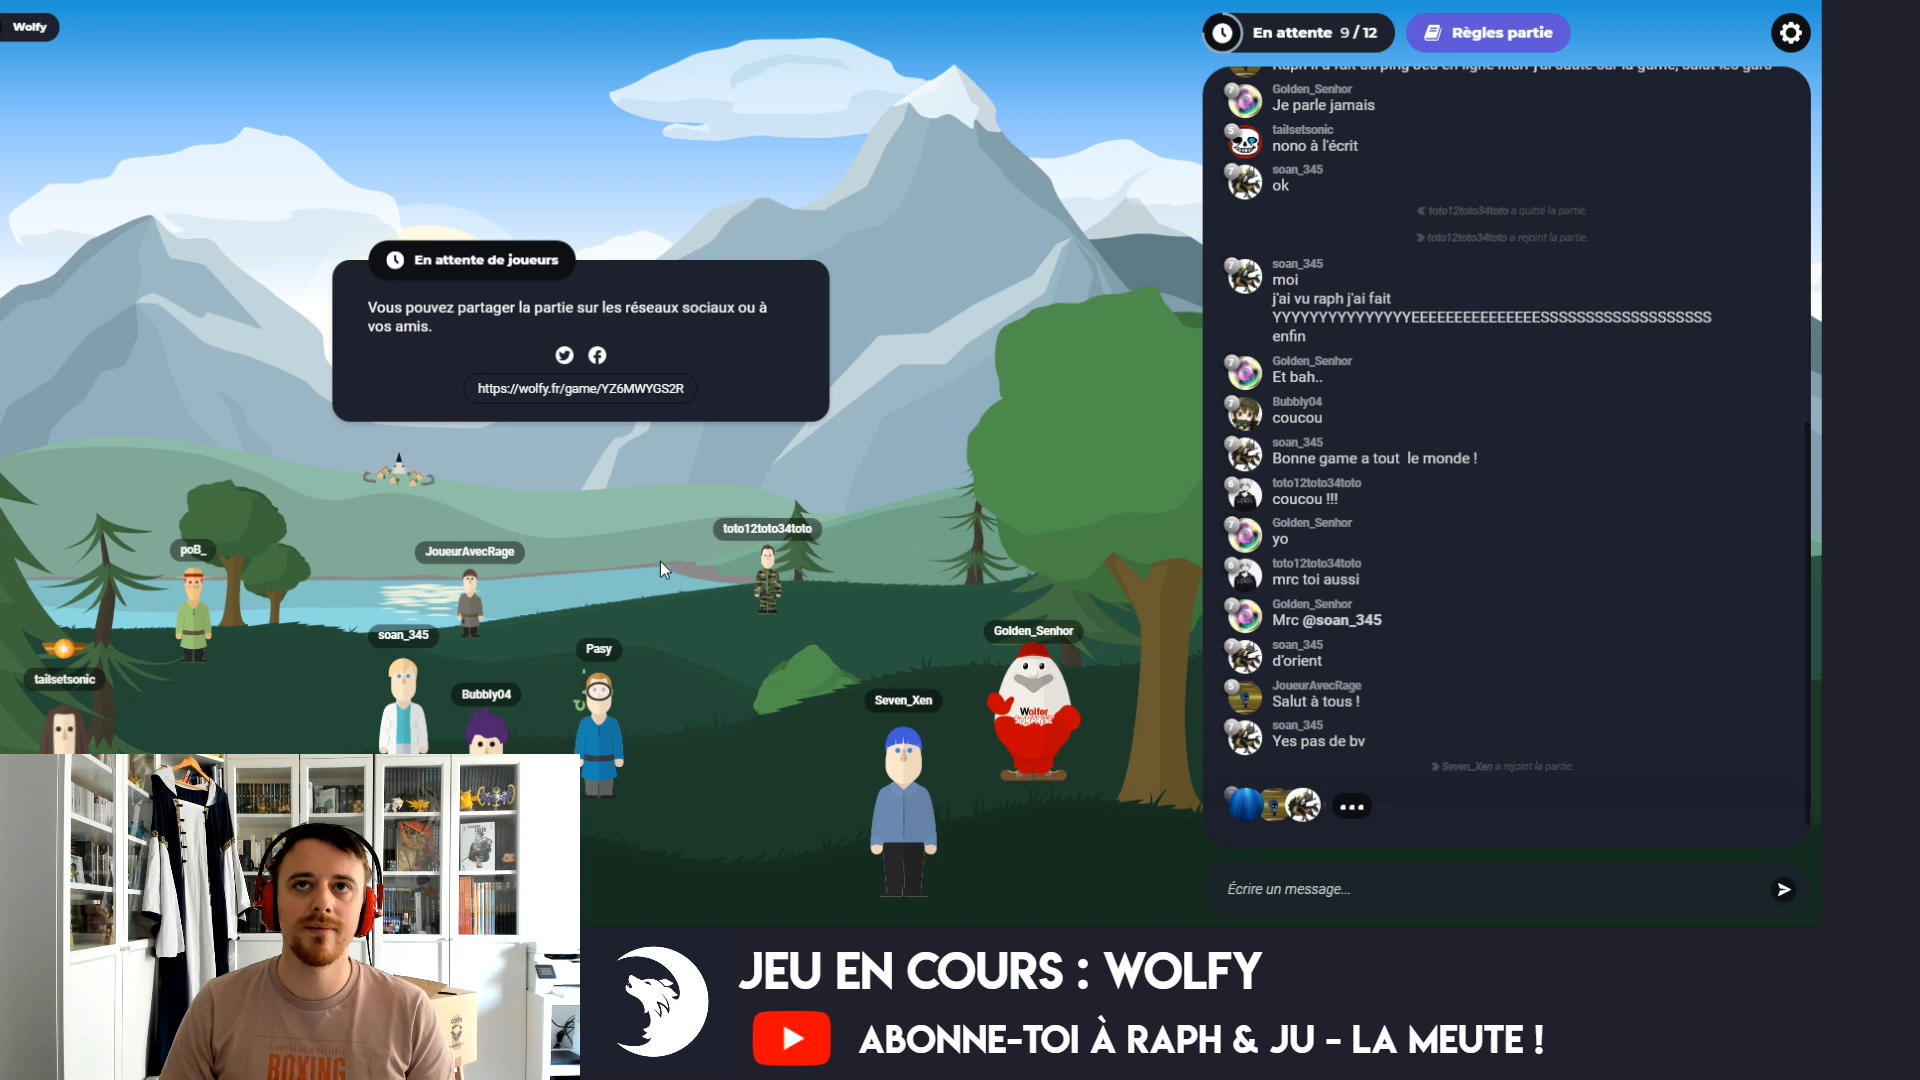 Wolfy
En attente 9 / 12
Règles partie
Golden_Senhor
Je parle jamais
tailsetsonic
nono à l'écrit
soan_345
ok
toto12toto34toto a quitté la partie.
toto12toto34toto a rejoint la partie.
soan_345
moi
j'ai vu raph j'ai fait
YYYYYYYYYYYYYYYEEEEEEEEEEEEEEESSSSSSSSSSSSSSSSSSS
enfin
Golden_Senhor
Et bah..
Bubbly04
coucou
soan_345
Bonne game a tout le monde !
toto12toto34toto
coucou !!!
Golden_Senhor
yo
toto12toto34toto
mrc toi aussi
Golden_Senhor
Mrc @soan_345
soan_345
d'orient
JoueurAvecRage
Salut à tous !
soan_345
Yes pas de bv
Seven_Xen a rejoint la partie.
Écrire un message...
En attente de joueurs
Vous pouvez partager la partie sur les réseaux sociaux ou à
vos amis.
https://wolfy.fr/game/YZ6MWYGS2R
toto12toto34toto
poB_
JoueurAvecRage
soan_345
Golden_Senhor
Pasy
tailsetsonic
Bubbly04
Seven_Xen
Wolfer
SURPRISE
BOXING
JEU EN COURS : WOLFY
ABONNE-TOI À RAPH & JU - LA MEUTE !